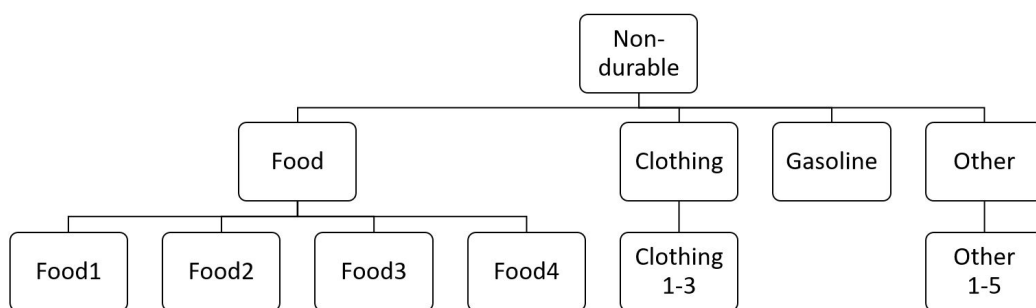 Non-
durable
Food
Clothing
Gasoline
Other
Food1
Food2
Food3
Food4
Clothing
1-3
Other
1-5